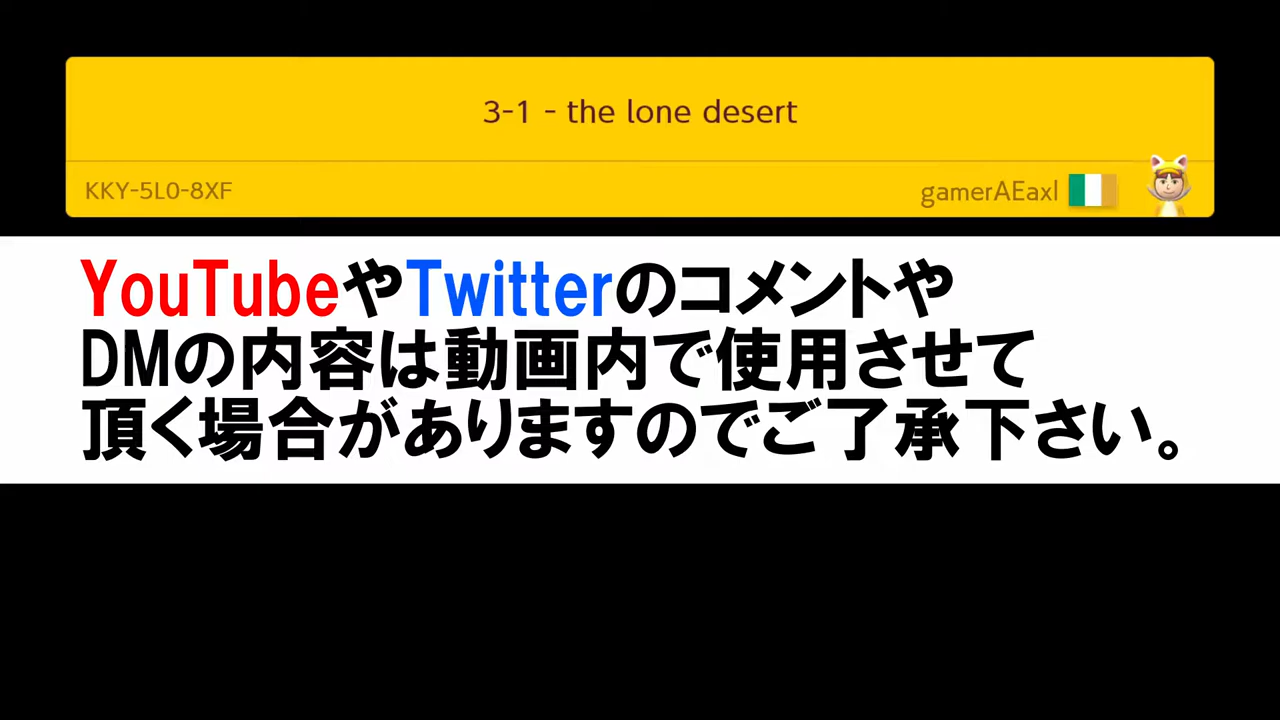 3-1 - the lone desert
KKY-5L0-8XF
gamerAEaxl
YouTubeやTwitterのコメントや
DMの内容は動画内で使用させて
頂く場合がありますのでご了承下さい。